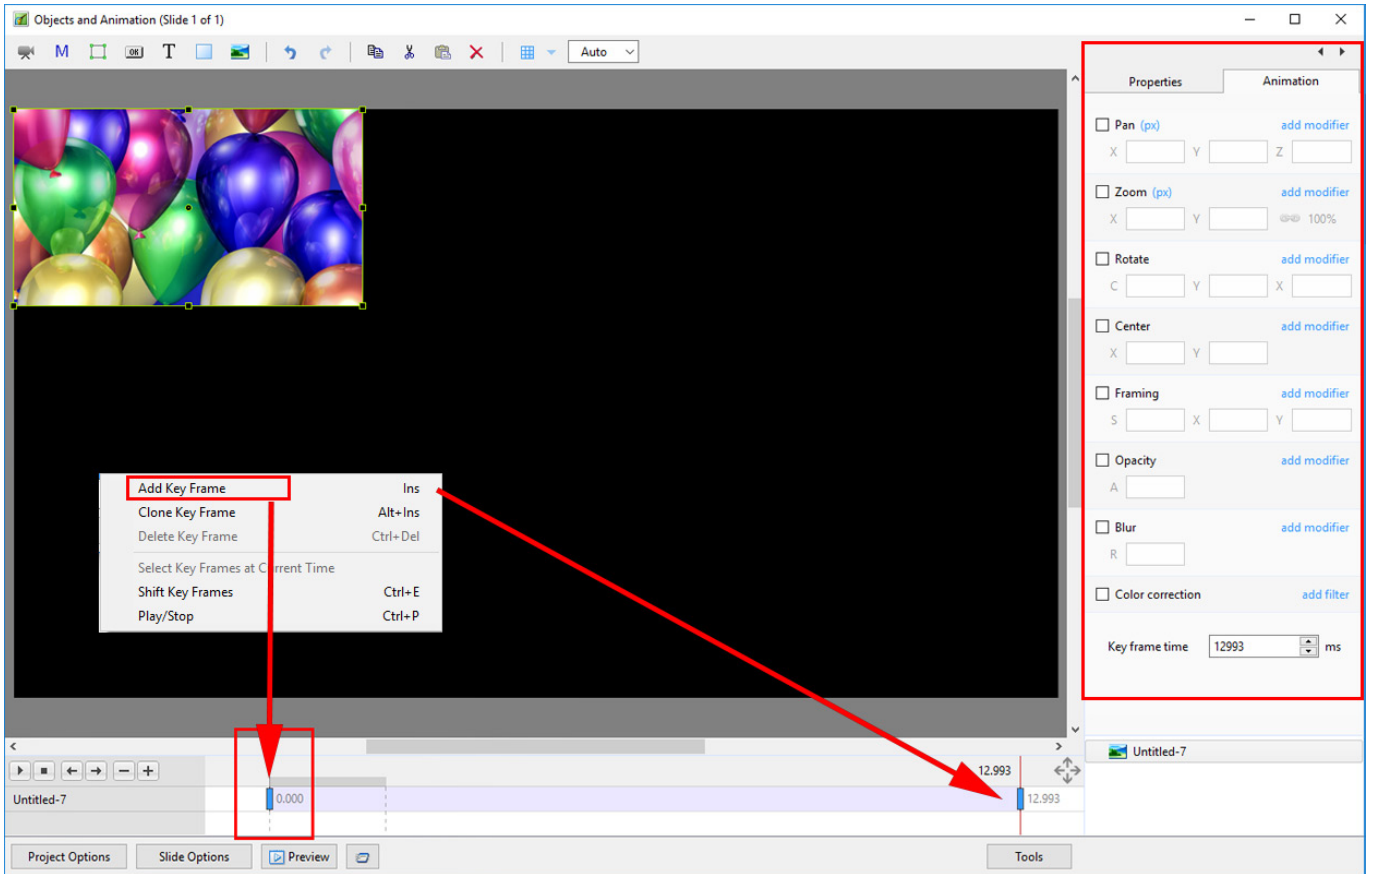 Objects and Animation (Slide 1 of 1)
M OK T Auto
Properties Animation
Pan (px) add modifier
X Y Z
Zoom (px) add modifier
X Y 100%
Rotate add modifier
C Y X
Center add modifier
X Y
Framing add modifier
S X Y
Opacity add modifier
A
Blur add modifier
R
Color correction add filter
Key frame time 12993 ms
Add Key Frame Ins
Clone Key Frame Alt+Ins
Delete Key Frame Ctrl+Del
Select Key Frames at Current Time
Shift Key Frames Ctrl+E
Play/Stop Ctrl+P
Untitled-7
12.993
Untitled-7 0.000 12.993
Project Options Slide Options Preview Tools